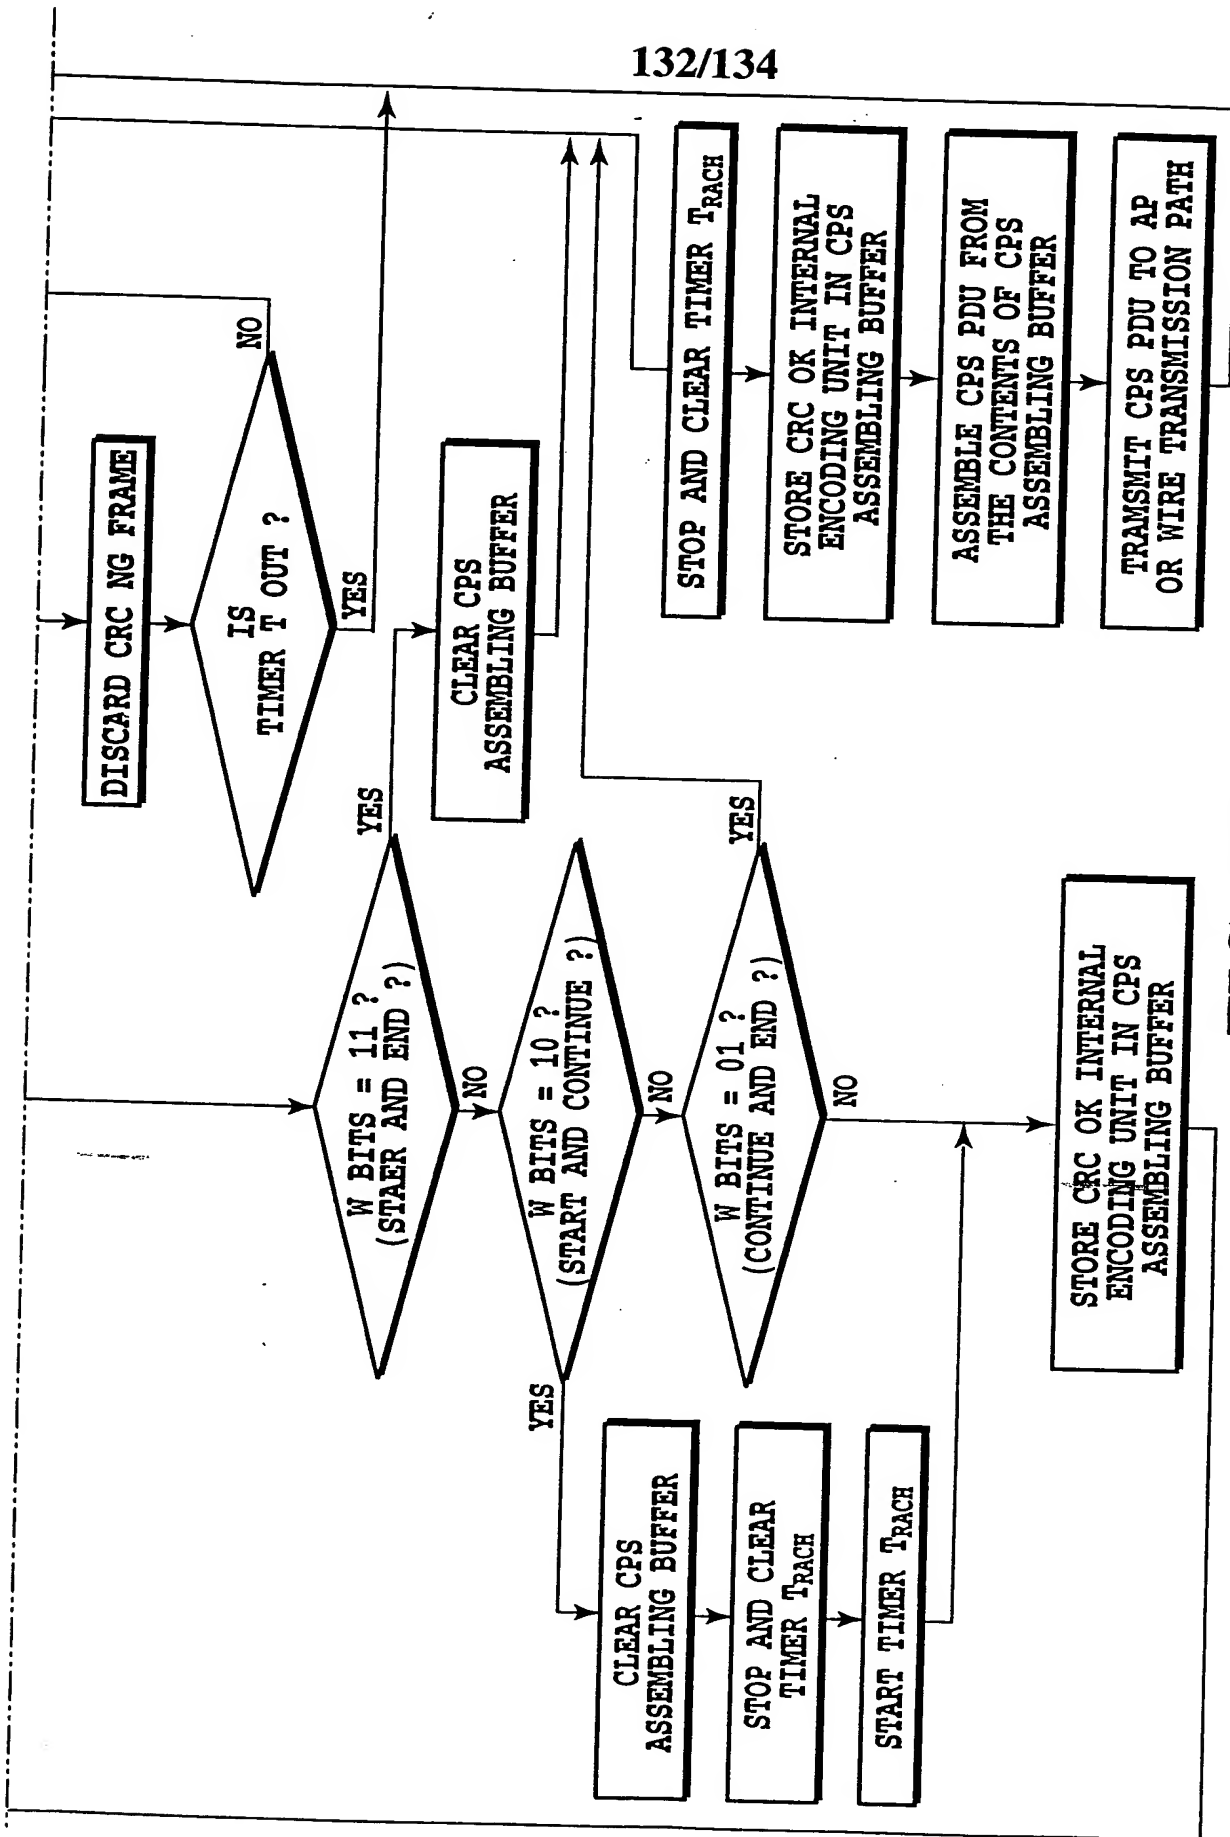 132/134
DISCARD CRC NG FRAME
IS
TIMER T OUT ?
NO
YES
W BITS = 11 ?
(STAER AND END ?)
YES
NO
CLEAR CPS
ASSEMBLING BUFFER
W BITS = 10 ?
(START AND CONTINUE ?)
YES
NO
W BITS = 01 ?
(CONTINUE AND END ?)
YES
NO
CLEAR CPS
ASSEMBLING BUFFER
STOP AND CLEAR
TIMER TRACH
START TIMER TRACH
STORE CRC OK INTERNAL
ENCODING UNIT IN CPS
ASSEMBLING BUFFER
STOP AND CLEAR TIMER TRACH
STORE CRC OK INTERNAL
ENCODING UNIT IN CPS
ASSEMBLING BUFFER
ASSEMBLE CPS PDU FROM
THE CONTENTS OF CPS
ASSEMBLING BUFFER
TRAMSMIT CPS PDU TO AP
OR WIRE TRANSMISSION PATH